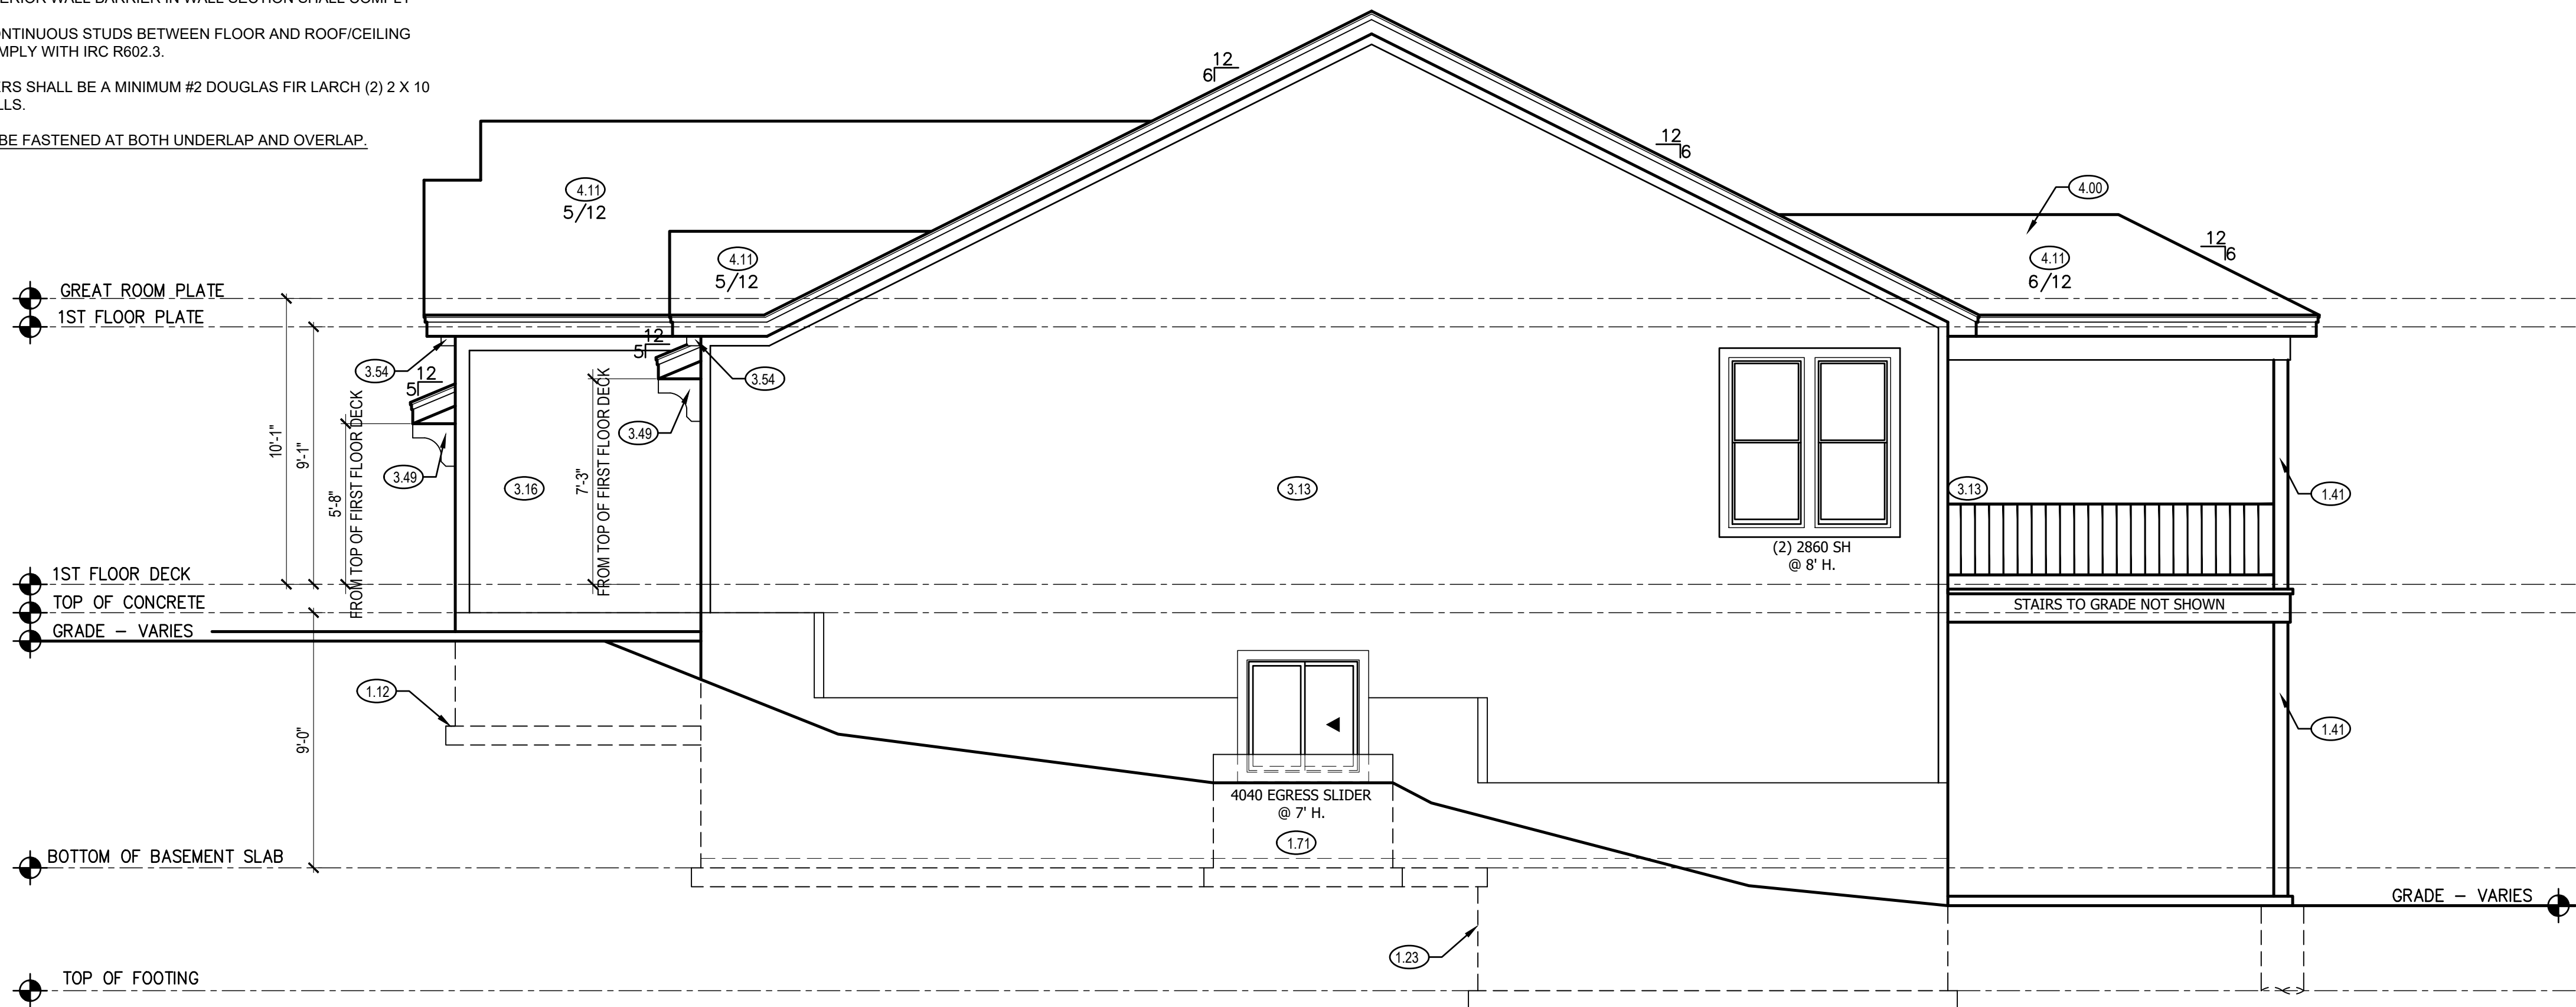 CONTINUOUS STUDS BETWEEN FLOOR AND ROOF/CEILING
WITH IRC R602.3.
SHALL BE A MINIMUM #2 DOUGLAS FIR LARCH (2) 2 X 10
BE FASTENED AT BOTH UNDERLAP AND OVERLAP.
12
6
12
6
4.00
4.11
5/12
12
6
4.11
5/12
4.11
6/12
GREAT ROOM PLATE
1ST FLOOR PLATE
12
5
3.54
3.54
12
5
10'-1"
9'-1"
5'-8"
FROM TOP OF FIRST FLOOR DECK
7'-3"
FROM TOP OF FIRST FLOOR DECK
3.49
3.49
3.16
3.13
3.13
1.41
(2) 2860 SH
@ 8' H.
1ST FLOOR DECK
TOP OF CONCRETE
STAIRS TO GRADE NOT SHOWN
GRADE - VARIES
1.12
9'-0"
1.41
4040 EGRESS SLIDER
@ 7' H.
1.71
BOTTOM OF BASEMENT SLAB
GRADE - VARIES
1.23
TOP OF FOOTING